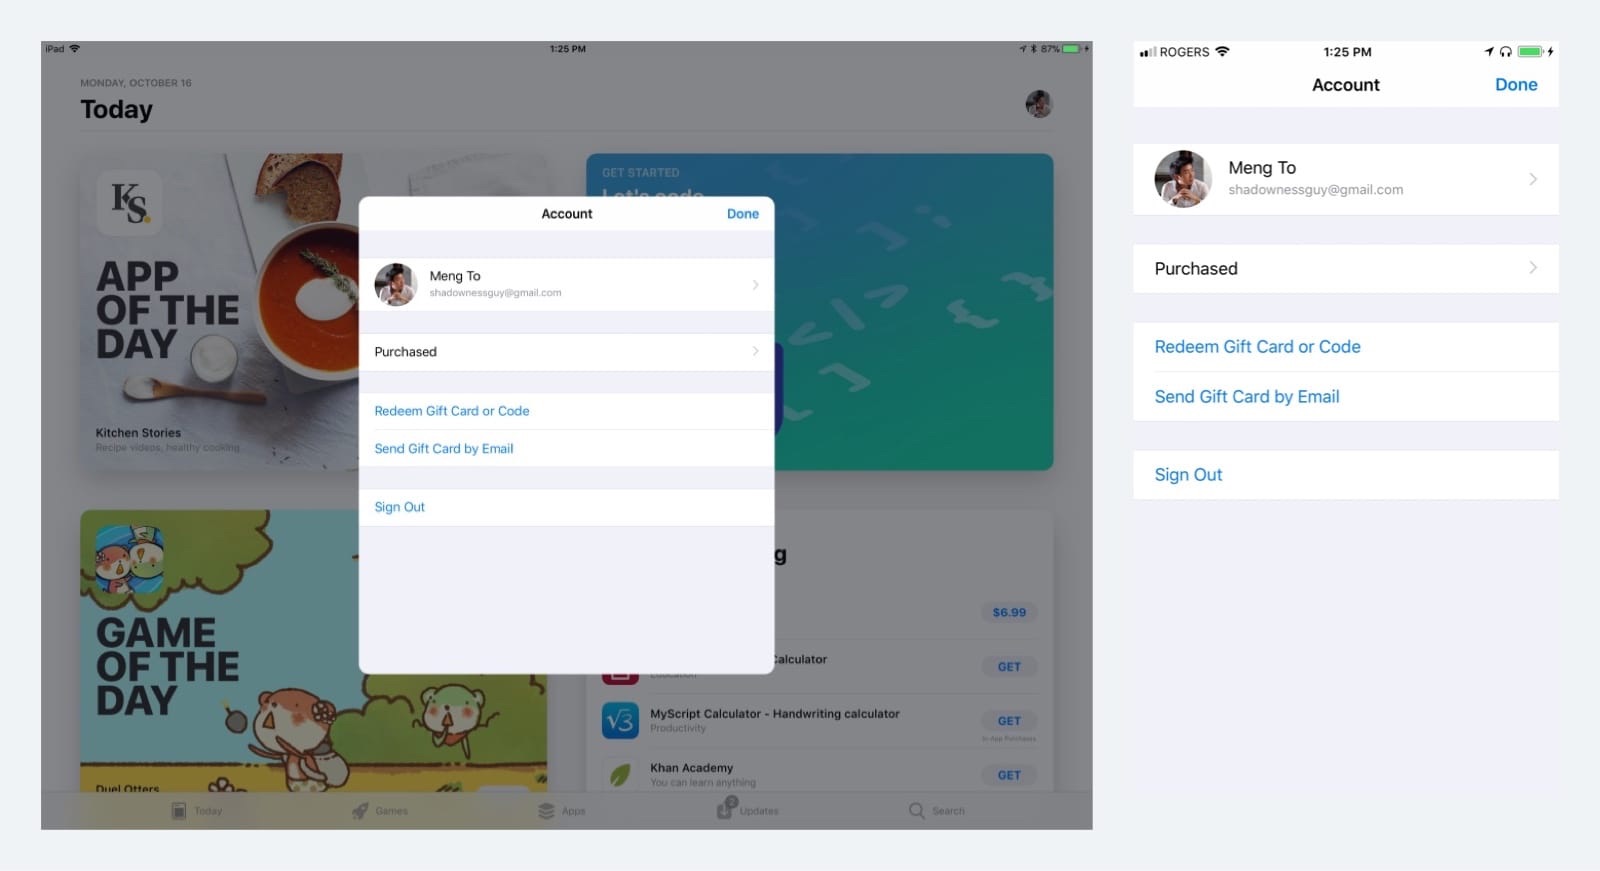 iPad 1:25 PM 87%
MONDAY, OCTOBER 16
Today
KS.
APP
OF THE
DAY
Kitchen Stories
Recipe videos, healthy cooking
GET STARTED
Let's code
GAME
OF THE
DAY
Duel Otters
g
$6.99
Calculator
Education
GET
√3
MyScript Calculator - Handwriting calculator
Productivity
GET
In-App Purchases
Khan Academy
You can learn anything
GET
Today Games Apps 2 Updates Search
Account Done
Meng To
shadownessguy@gmail.com
Purchased
Redeem Gift Card or Code
Send Gift Card by Email
Sign Out
ROGERS 1:25 PM
Account Done
Meng To
shadownessguy@gmail.com
Purchased
Redeem Gift Card or Code
Send Gift Card by Email
Sign Out